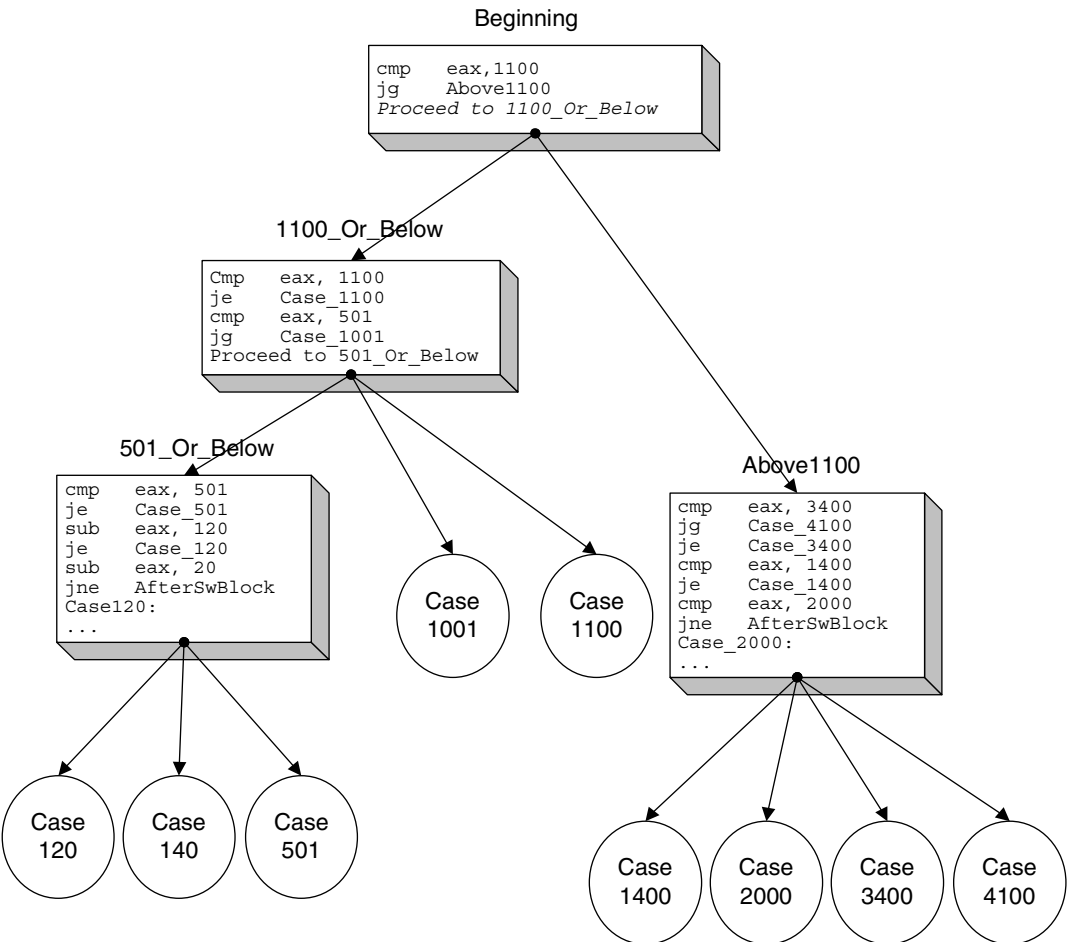 Beginning
cmp eax,1100
jg Above1100
Proceed to 1100_Or_Below
1100_Or_Below
Cmp eax, 1100
je Case_1100
cmp eax, 501
jg Case_1001
Proceed to 501_Or_Below
501_Or_Below
cmp eax, 501
je Case_501
sub eax, 120
je Case_120
sub eax, 20
jne AfterSwBlock
Case120:
...
Above1100
cmp eax, 3400
jg Case_4100
je Case_3400
cmp eax, 1400
je Case_1400
cmp eax, 2000
jne AfterSwBlock
Case_2000:
...
Case
1001
Case
1100
Case
120
Case
140
Case
501
Case
1400
Case
2000
Case
3400
Case
4100